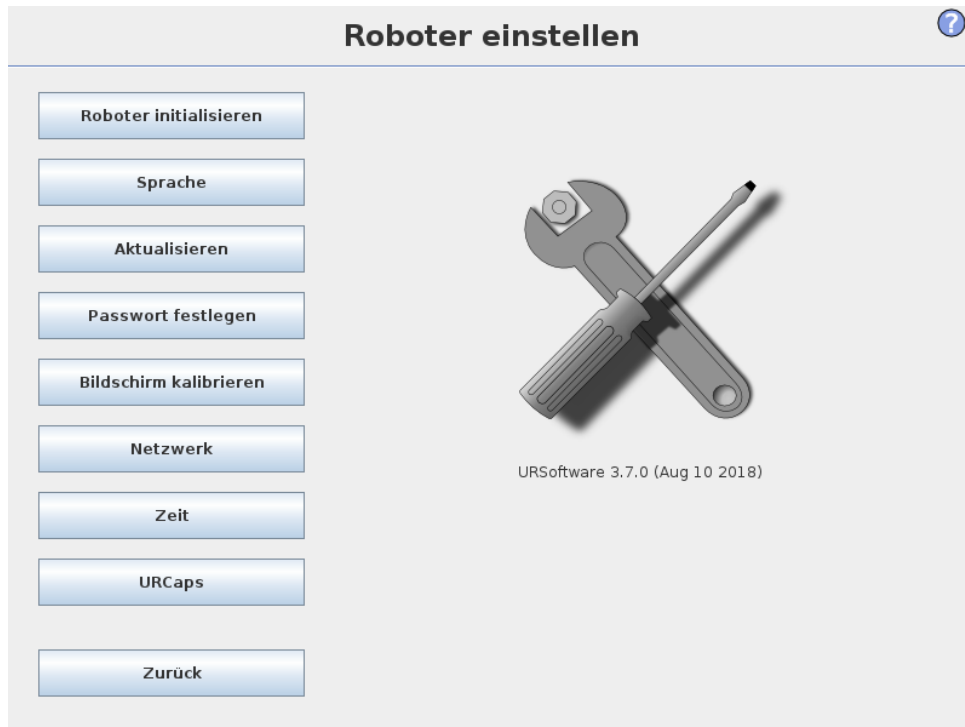 Roboter einstellen
?
Roboter initialisieren
Sprache
Aktualisieren
Passwort festlegen
Bildschirm kalibrieren
Netzwerk
Zeit
URCaps
Zurück
URSoftware 3.7.0 (Aug 10 2018)